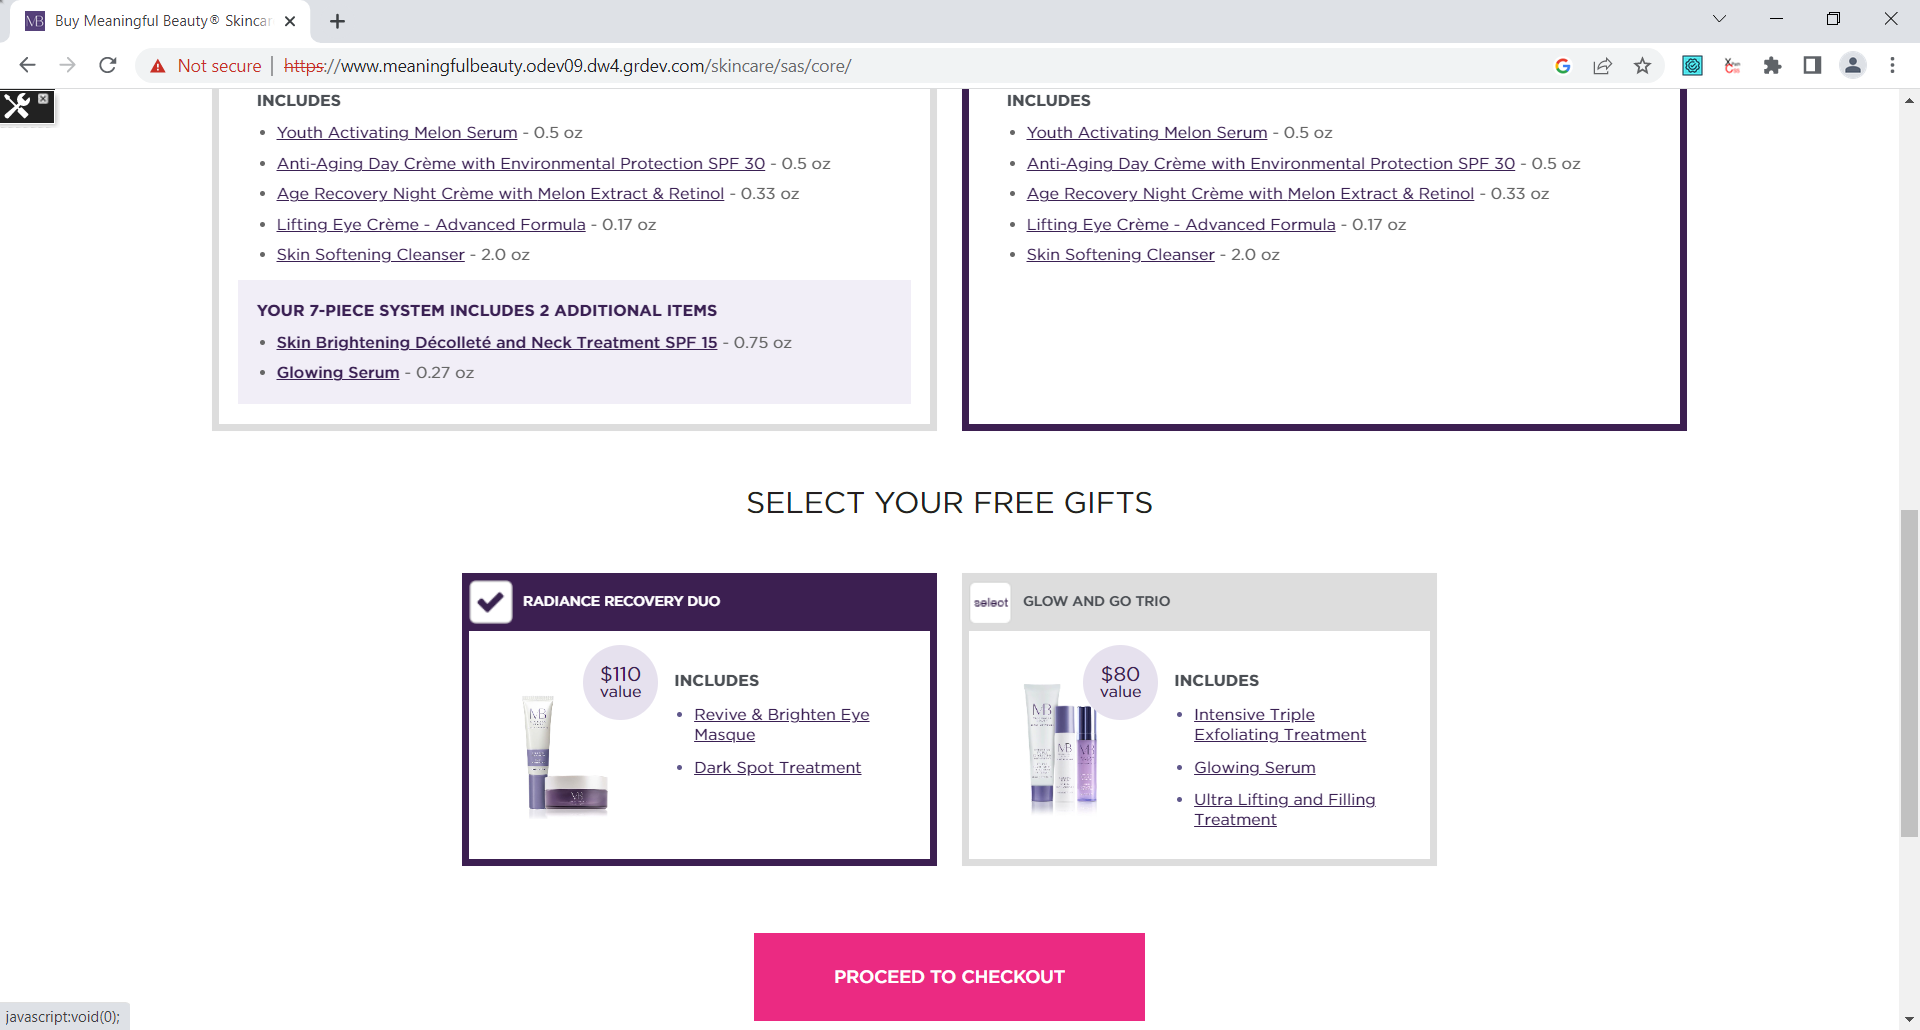 Buy Meaningful Beauty® Skincar
Not secure
https://www.meaningfulbeauty.odev09.dw4.grdev.com/skincare/sas/core/
INCLUDES
• Youth Activating Melon Serum - 0.5 oz
• Anti-Aging Day Crème with Environmental Protection SPF 30 - 0.5 oz
• Age Recovery Night Crème with Melon Extract & Retinol - 0.33 oz
• Lifting Eye Crème - Advanced Formula - 0.17 oz
• Skin Softening Cleanser - 2.0 oz
YOUR 7-PIECE SYSTEM INCLUDES 2 ADDITIONAL ITEMS
• Skin Brightening Décolleté and Neck Treatment SPF 15 - 0.75 oz
• Glowing Serum - 0.27 oz
INCLUDES
• Youth Activating Melon Serum - 0.5 oz
• Anti-Aging Day Crème with Environmental Protection SPF 30 - 0.5 oz
• Age Recovery Night Crème with Melon Extract & Retinol - 0.33 oz
• Lifting Eye Crème - Advanced Formula - 0.17 oz
• Skin Softening Cleanser - 2.0 oz
SELECT YOUR FREE GIFTS
RADIANCE RECOVERY DUO
$110
value
MB
INCLUDES
• Revive & Brighten Eye
Masque
• Dark Spot Treatment
select
GLOW AND GO TRIO
$80
value
MB
MB
MB
INCLUDES
• Intensive Triple
Exfoliating Treatment
• Glowing Serum
• Ultra Lifting and Filling
Treatment
PROCEED TO CHECKOUT
javascript:void(0);